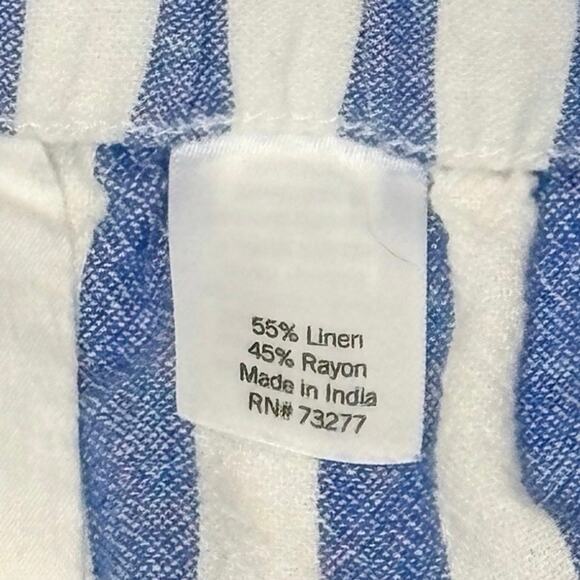 55% Linen
45% Rayon
Made in India
RN# 73277